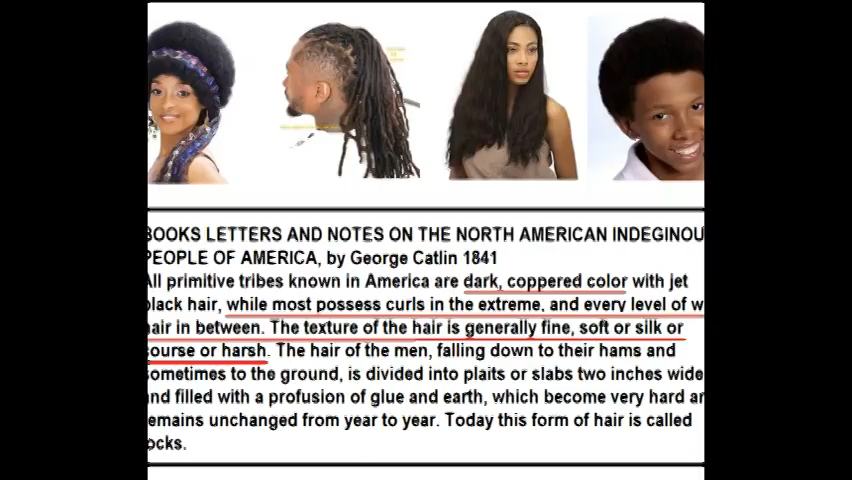 BOOKS LETTERS AND NOTES ON THE NORTH AMERICAN INDEGINOU
PEOPLE OF AMERICA, by George Catlin 1841
All primitive tribes known in America are dark, coppered color with jet
black hair, while most possess curls in the extreme, and every level of w
hair in between. The texture of the hair is generally fine, soft or silk or
course or harsh. The hair of the men, falling down to their hams and
sometimes to the ground, is divided into plaits or slabs two inches wide
and filled with a profusion of glue and earth, which become very hard an
remains unchanged from year to year. Today this form of hair is called
ocks.